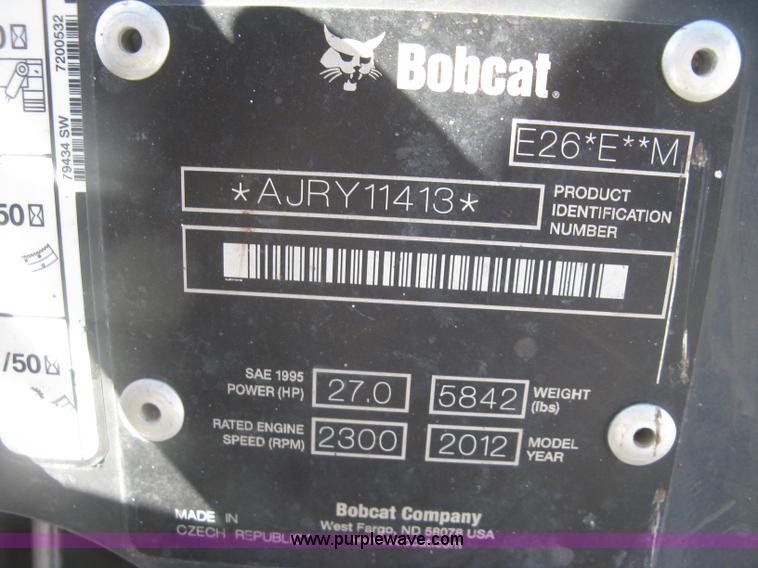 Bobcat®
E26*E**M
*AJRY11413*
PRODUCT
IDENTIFICATION
NUMBER
SAE 1995
POWER (HP)
27.0
5842
WEIGHT
(lbs)
RATED ENGINE
SPEED (RPM)
2300
2012
MODEL
YEAR
Bobcat Company
West Fargo, ND 58078 USA
MADE IN
CZECH REPUBLIC
www.purplewave.com
7200532
79434 SW
50
/50